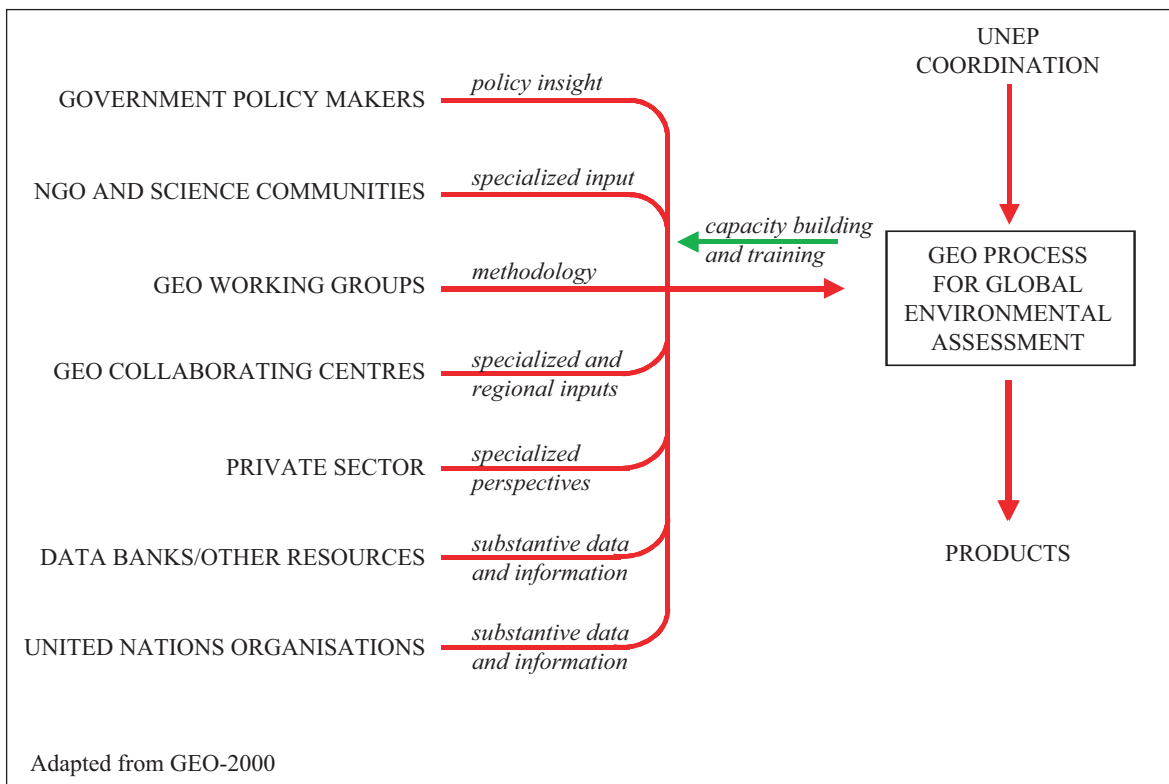 UNEP
COORDINATION
policy insight
GOVERNMENT POLICY MAKERS
specialized input
NGO AND SCIENCE COMMUNITIES
capacity building
and training
methodology
GEO WORKING GROUPS
GEO PROCESS
FOR GLOBAL
ENVIRONMENTAL
ASSESSMENT
specialized and
regional inputs
GEO COLLABORATING CENTRES
specialized
perspectives
PRIVATE SECTOR
substantive data
and information
DATA BANKS/OTHER RESOURCES
PRODUCTS
substantive data
and information
UNITED NATIONS ORGANISATIONS
Adapted from GEO-2000